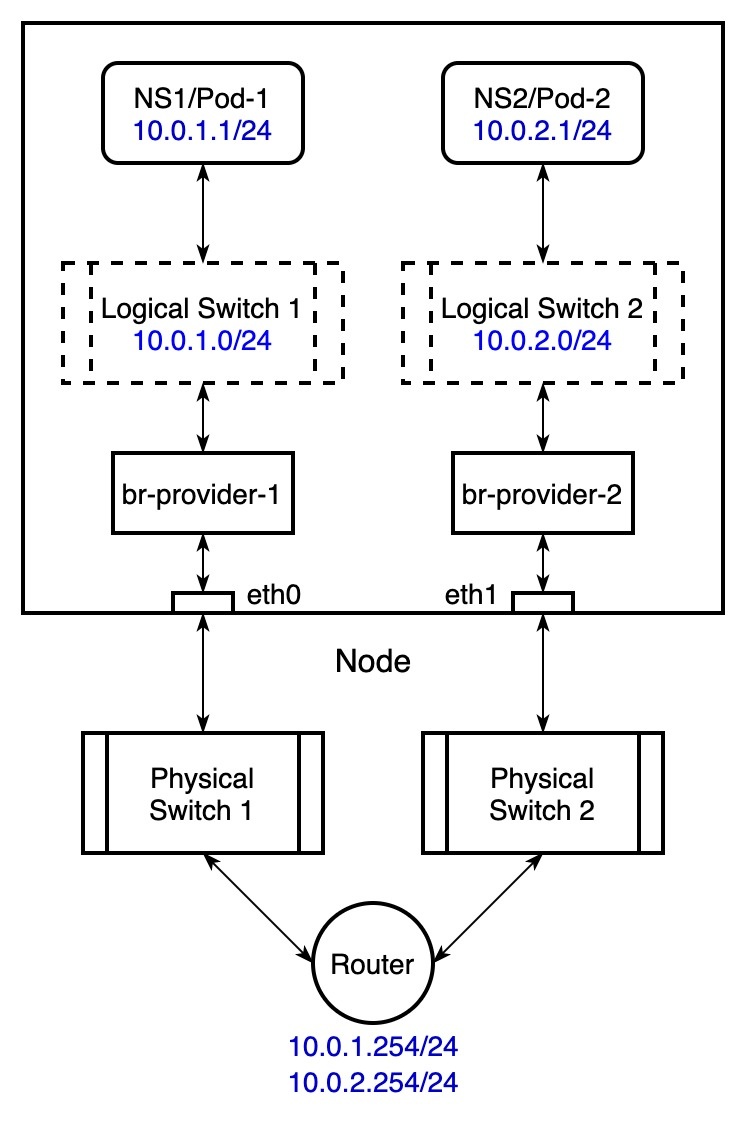 NS1/Pod-1
10.0.1.1/24
NS2/Pod-2
10.0.2.1/24
Logical Switch 1
10.0.1.0/24
Logical Switch 2
10.0.2.0/24
br-provider-1
br-provider-2
eth0
eth1
Node
Physical
Switch 1
Physical
Switch 2
Router
10.0.1.254/24
10.0.2.254/24